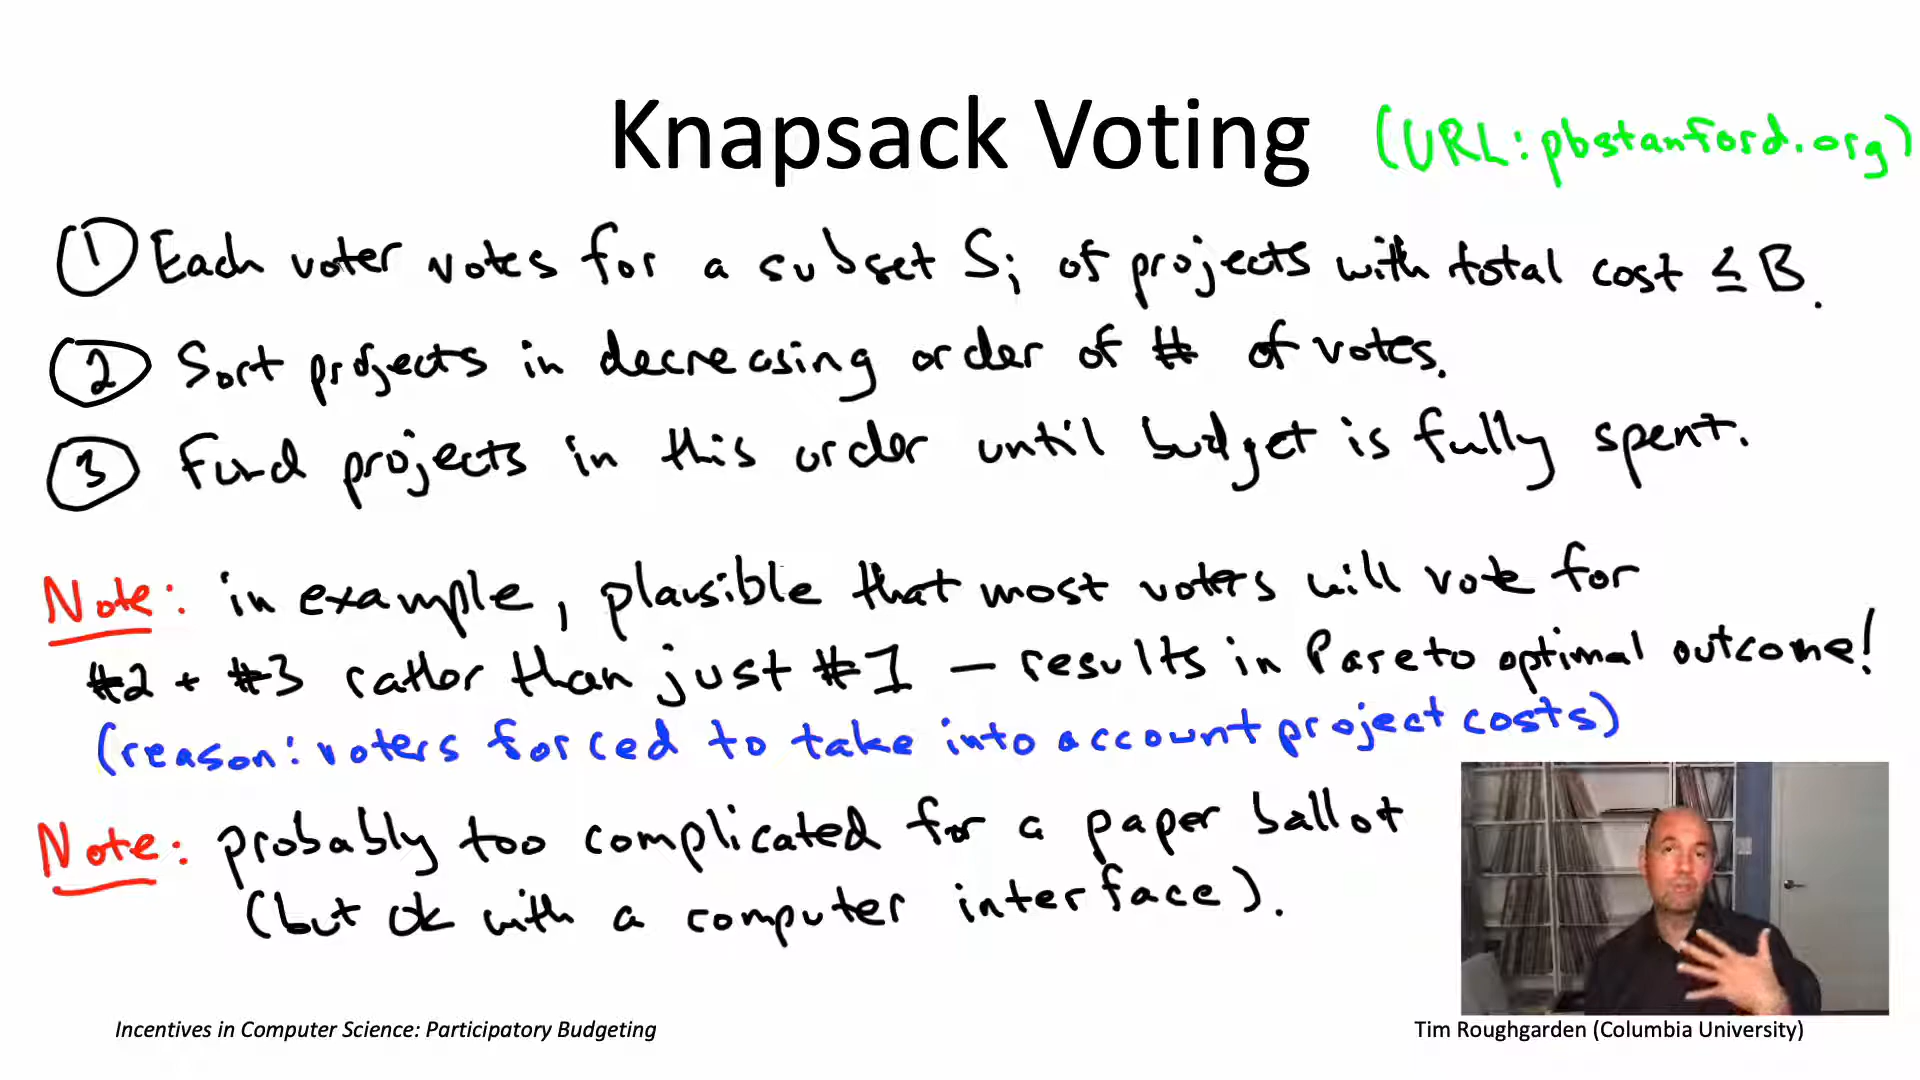 Knapsack Voting (URL: pbstanford.org)
① Each voter votes for a subset Si of projects with total cost ≤ B.
② Sort projects in decreasing order of # of votes.
③ Fund projects in this order until budget is fully spent.
Note: in example, plausible that most voters will vote for
#2 + #3 rather than just #1 — results in Pareto optimal outcome!
(reason: voters forced to take into account project costs)
Note: probably too complicated for a paper ballot
(but ok with a computer interface).
Incentives in Computer Science: Participatory Budgeting
Tim Roughgarden (Columbia University)